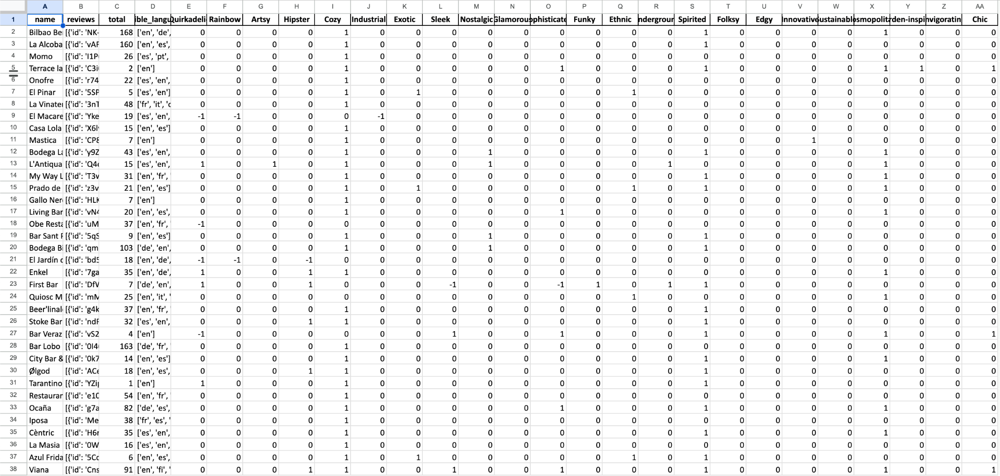 A B C D E F G H I J K L M N O P Q R S T U V W X Y Z AA
1 name reviews total ible_langu Quirkadeli Rainbow Artsy Hipster Cozy Industrial Exotic Sleek Nostalgic Glamorou ophisticate Funky Ethnic ndergroun Spirited Folksy Edgy Innovative ustainabl osmopolita rden-inspi nvigoratin Chic
2 Bilbao Be [{'id': 'NK- 168 ['en', 'de', 0 0 0 0 1 0 0 0 0 0 0 0 0 0 1 0 0 0 0 1 0 0 0
3 La Alcoba [{'id': 'vAF 160 ['en', 'es', 0 0 0 0 1 0 0 0 0 0 0 0 0 0 1 0 0 0 0 0 0 0 0
4 Momo [{'id': 'I1P 26 ['es', 'pt', 0 0 0 0 1 0 0 0 0 0 0 0 0 0 0 0 0 0 0 0 0 0 0
5 Terrace la [{'id': 'C3i 2 ['en'] 0 0 0 0 1 0 0 0 0 0 1 0 0 0 1 0 0 0 0 1 1 0 1
6 Onofre [{'id': 'r74 22 ['es', 'en', 0 0 0 0 1 0 0 0 0 0 0 0 0 0 0 0 0 0 0 0 0 0 0
7 El Pinar [{'id': '5SP 5 ['es', 'en'] 0 0 0 0 1 0 1 0 0 0 0 0 1 0 0 0 0 0 0 0 0 0 0
8 La Vinater [{'id': '3nT 48 ['fr', 'it', 'c 0 0 0 0 1 0 0 0 0 0 0 0 0 0 0 0 0 0 0 0 0 0 0
9 El Macare [{'id': 'Yke 19 ['es', 'en', -1 -1 0 0 0 -1 0 0 0 0 0 0 0 0 0 0 0 0 0 0 0 0 0
10 Casa Lola [{'id': 'X6l 15 ['en', 'es'] 0 0 0 0 1 0 0 0 0 0 0 0 0 0 0 0 0 0 0 0 0 0 0
11 Mastica [{'id': 'CP8 7 ['en'] 0 0 0 0 1 0 0 0 0 0 0 0 0 0 0 0 0 1 0 0 0 0 0
12 Bodega La [{'id': 'y9Z 43 ['es', 'en', 0 0 0 0 1 0 0 0 1 0 0 0 0 0 1 0 0 0 0 1 0 0 0
13 L'Antiqua [{'id': 'Q4 15 ['es', 'en', 1 0 1 0 1 0 0 0 1 0 0 0 0 1 0 0 0 0 0 1 0 0 0
14 My Way L [{'id': 'T3v 31 ['en', 'fr', 0 0 0 0 1 0 0 0 0 0 0 0 0 0 1 0 0 0 0 1 0 0 0
15 Prado de [{'id': 'z3v 21 ['en', 'es'] 0 0 0 0 1 0 1 0 0 0 0 0 1 0 1 0 0 0 0 1 0 0 0
16 Gallo Ner [{'id': 'HLK 7 ['en'] 0 0 0 0 1 0 0 0 0 0 0 0 0 0 0 0 0 0 0 0 0 0 0
17 Living Bar [{'id': 'vN4 20 ['en', 'es', 0 0 0 0 1 0 0 0 0 0 1 0 0 0 0 0 0 0 0 1 0 0 0
18 Obe Resta [{'id': 'uM 37 ['en', 'fr', -1 0 0 0 0 0 0 0 0 0 0 0 0 0 0 0 0 0 0 0 0 0 0
19 Bar Sant P [{'id': '5qS 9 ['en', 'es'] 0 0 0 0 1 0 0 0 1 0 0 0 0 0 1 0 0 0 0 0 0 0 0
20 Bodega Bi [{'id': 'qm 103 ['de', 'en', 0 0 0 0 1 0 0 0 1 0 0 0 0 0 1 0 0 0 0 0 0 0 0
21 El Jardín c [{'id': 'bd5 18 ['en', 'de', -1 -1 0 -1 0 0 0 0 0 0 0 0 0 0 0 0 0 0 0 0 0 0 0
22 Enkel [{'id': '7ga 35 ['en', 'de', 1 0 0 1 1 0 0 0 0 0 0 0 0 0 0 0 0 0 0 1 0 0 0
23 First Bar [{'id': 'DfV 7 ['de', 'en', 1 0 0 1 0 0 0 -1 0 0 -1 1 0 1 1 0 0 0 0 0 0 0 0
24 Quiosc M [{'id': 'mM 25 ['en', 'it', ' 0 0 0 0 0 0 0 0 0 0 0 0 1 0 0 0 0 0 0 1 0 0 0
25 Beer'linal [{'id': 'g4k 37 ['en', 'fr', 0 0 0 0 1 0 0 0 0 0 0 0 0 0 1 0 0 0 0 0 0 0 0
26 Stoke Bar [{'id': 'ndF 32 ['es', 'en', 0 0 0 1 1 0 0 0 0 0 0 0 0 0 1 0 0 0 0 0 0 0 0
27 Bar Veraz [{'id': 'vS2 4 ['en'] -1 0 0 0 0 0 0 1 0 0 1 0 0 0 1 0 0 0 0 1 0 0 1
28 Bar Lobo [{'id': '0I4 163 ['de', 'fr', 0 0 0 0 1 0 0 0 0 0 0 0 0 0 0 0 0 0 0 0 0 0 0
29 City Bar & [{'id': '0k7 14 ['en', 'es'] 0 0 0 0 1 0 0 0 0 0 0 0 0 0 1 0 0 0 0 1 0 0 0
30 Ølgod [{'id': 'ACe 18 ['en', 'es', 0 0 0 1 1 0 0 0 0 0 0 0 0 0 1 0 0 0 0 0 0 0 0
31 Tarantino [{'id': 'YZi 1 ['en'] 1 0 0 0 1 0 0 0 0 0 0 0 0 0 1 0 0 0 0 0 0 0 0
32 Restauran [{'id': 'e10 54 ['en', 'fr', 0 0 0 0 1 0 0 0 0 0 0 0 0 0 0 0 0 0 0 0 0 0 0
33 Ocaña [{'id': 'g7a 82 ['de', 'es', 0 0 0 0 1 0 0 0 0 0 1 0 0 0 1 0 0 0 0 1 0 0 0
34 Iposa [{'id': 'Me 38 ['fr', 'es', ' 0 0 0 0 1 0 0 0 0 0 0 0 0 0 0 0 0 0 0 0 0 0 0
35 Cèntric [{'id': 'H6r 35 ['es', 'en', 0 0 0 0 1 0 0 0 0 0 0 0 0 0 1 0 0 0 0 1 0 0 0
36 La Masia [{'id': '0W 16 ['es', 'en', 0 0 0 0 1 0 0 0 0 0 0 0 0 0 0 0 0 0 0 0 0 0 0
37 Azul Frida [{'id': '5Cc 6 ['en', 'es', 0 0 0 0 1 0 1 0 0 0 0 0 1 0 1 0 0 0 0 0 0 0 0
38 Viana [{'id': 'Cns 91 ['en', 'fi', ' 0 0 0 1 1 0 0 1 0 0 1 0 0 0 1 0 0 0 0 1 0 0 1